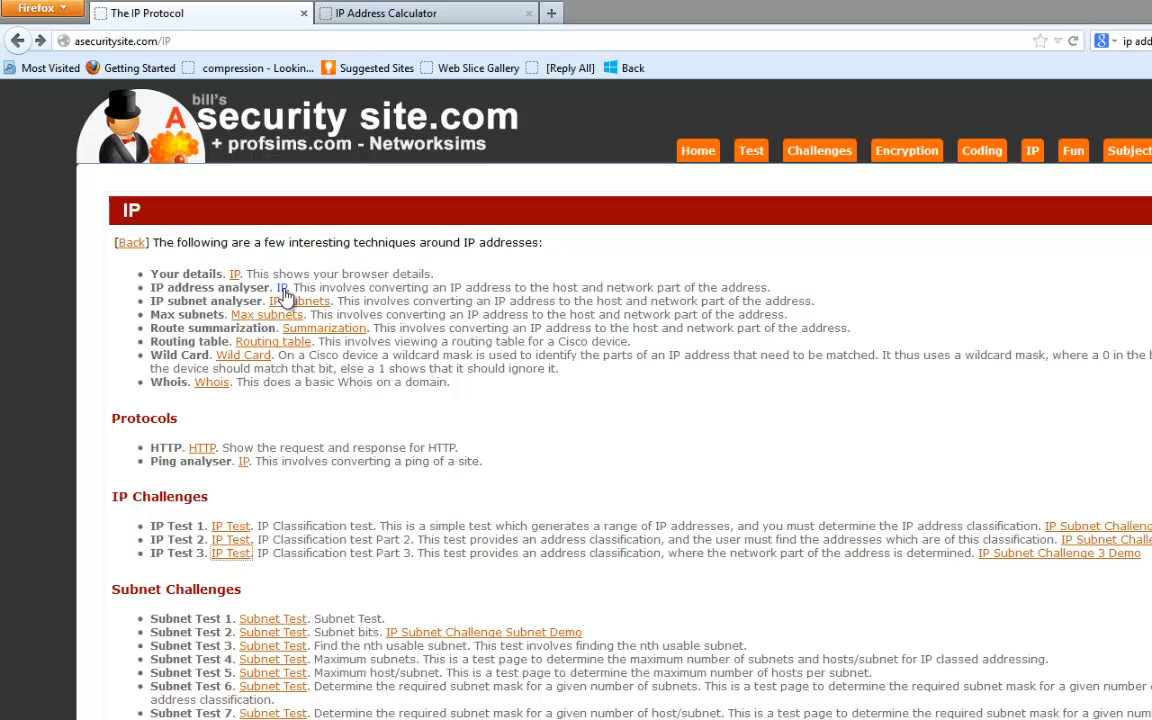 Firefox
The IP Protocol
IP Address Calculator
asecuritysite.com/IP
ip add
Most Visited
Getting Started
compression - Lookin...
Suggested Sites
Web Slice Gallery
[Reply All]
Back
bill's
A security site.com
+ profsims.com - Networksims
Home
Test
Challenges
Encryption
Coding
IP
Fun
Subject
IP
[Back] The following are a few interesting techniques around IP addresses:
Your details. IP. This shows your browser details.
IP address analyser. IP. This involves converting an IP address to the host and network part of the address.
IP subnet analyser. IP subnets. This involves converting an IP address to the host and network part of the address.
Max subnets. Max subnets. This involves converting an IP address to the host and network part of the address.
Route summarization. Summarization. This involves converting an IP address to the host and network part of the address.
Routing table. Routing table. This involves viewing a routing table for a Cisco device.
Wild Card. Wild Card. On a Cisco device a wildcard mask is used to identify the parts of an IP address that need to be matched. It thus uses a wildcard mask, where a 0 in the b
the device should match that bit, else a 1 shows that it should ignore it.
Whois. Whois. This does a basic Whois on a domain.
Protocols
HTTP. HTTP. Show the request and response for HTTP.
Ping analyser. IP. This involves converting a ping of a site.
IP Challenges
IP Test 1. IP Test. IP Classification test. This is a simple test which generates a range of IP addresses, and you must determine the IP address classification. IP Subnet Challeng
IP Test 2. IP Test. IP Classification test Part 2. This test provides an address classification, and the user must find the addresses which are of this classification. IP Subnet Challe
IP Test 3. IP Test. IP Classification test Part 3. This test provides an address classification, where the network part of the address is determined. IP Subnet Challenge 3 Demo
Subnet Challenges
Subnet Test 1. Subnet Test. Subnet Test.
Subnet Test 2. Subnet Test. Subnet bits. IP Subnet Challenge Subnet Demo
Subnet Test 3. Subnet Test. Find the nth usable subnet. This test involves finding the nth usable subnet.
Subnet Test 4. Subnet Test. Maximum subnets. This is a test page to determine the maximum number of subnets and hosts/subnet for IP classed addressing.
Subnet Test 5. Subnet Test. Maximum host/subnet. This is a test page to determine the maximum number of hosts per subnet.
Subnet Test 6. Subnet Test. Determine the required subnet mask for a given number of subnets. This is a test page to determine the required subnet mask for a given number o
address classification.
Subnet Test 7. Subnet Test. Determine the required subnet mask for a given number of host/subnet. This is a test page to determine the required subnet mask for a given num